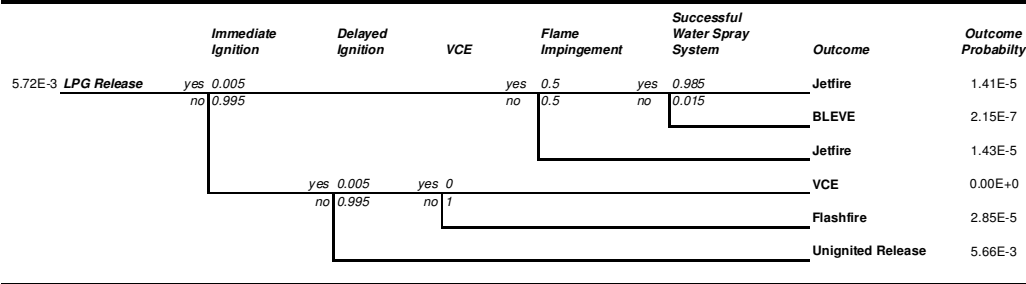 Immediate Ignition Delayed Ignition VCE Flame Impingement Successful Water Spray System Outcome Outcome Probabilty
5.72E-3 LPG Release yes 0.005 yes 0.5 yes 0.985 Jetfire 1.41E-5
no 0.995 no 0.5 no 0.015
BLEVE 2.15E-7
Jetfire 1.43E-5
yes 0.005 yes 0 VCE 0.00E+0
no 0.995 no 1
Flashfire 2.85E-5
Unignited Release 5.66E-3